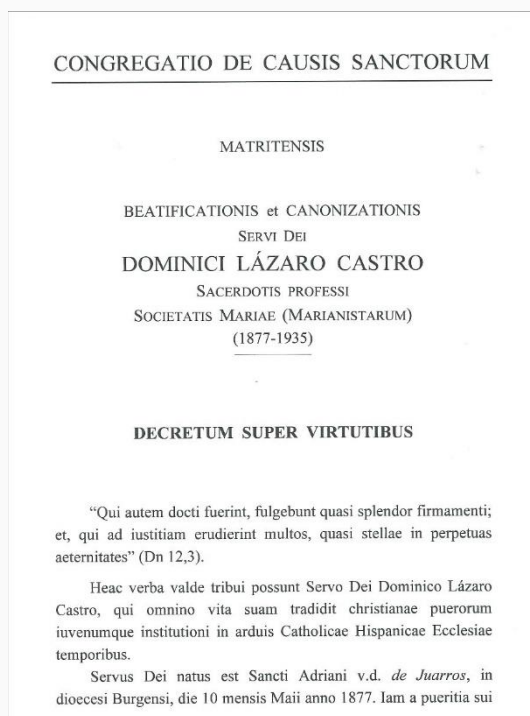 CONGREGATIO DE CAUSIS SANCTORUM
MATRITENSIS
BEATIFICATIONIS et CANONIZATIONIS
SERVI DEI
DOMINICI LÁZARO CASTRO
SACERDOTIS PROFESSI
SOCIETATIS MARIAE (MARIANISTARUM)
(1877-1935)
DECRETUM SUPER VIRTUTIBUS
“Qui autem docti fuerint, fulgebunt quasi splendor firmamenti;
et, qui ad iustitiam erudierint multos, quasi stellae in perpetuas
aeternitates” (Dn 12,3).
Heac verba valde tribui possunt Servo Dei Dominico Lázaro
Castro, qui omnino vita suam tradidit christianae puerorum
iuvenumque institutioni in arduis Catholicae Hispanicae Ecclesiae
temporibus.
Servus Dei natus est Sancti Adriani v.d. de Juarros, in
dioecesi Burgensi, die 10 mensis Maii anno 1877. Iam a pueritia sui